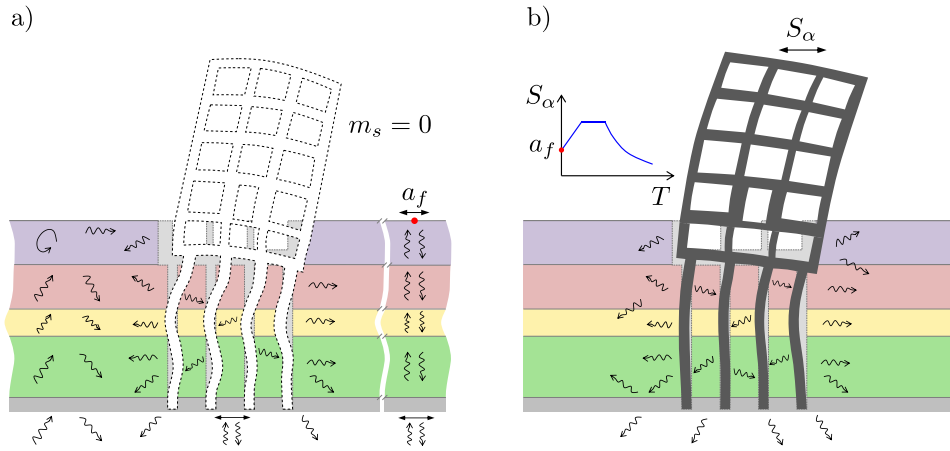 a)
m_s = 0
a_f
b)
S_α
S_α
a_f
T